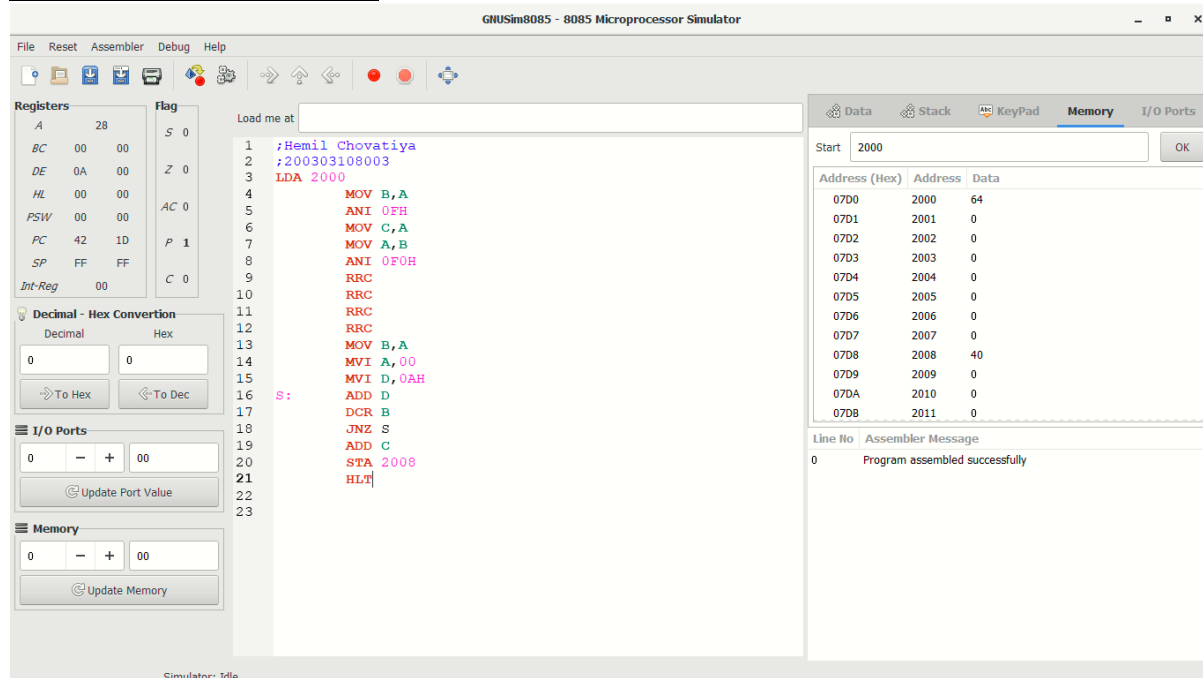 GNUSim8085 - 8085 Microprocessor Simulator
File Reset Assembler Debug Help
Registers
A 28
BC 00 00
DE 0A 00
HL 00 00
PSW 00 00
PC 42 1D
SP FF FF
Int-Reg 00
Flag
S 0
Z 0
AC 0
P 1
C 0
Decimal - Hex Convertion
Decimal Hex
0 0
To Hex To Dec
I/O Ports
0 − + 00
Update Port Value
Memory
0 − + 00
Update Memory
Load me at
1 ;Hemil Chovatiya
2 ;200303108003
3 LDA 2000
4 MOV B,A
5 ANI 0FH
6 MOV C,A
7 MOV A,B
8 ANI 0F0H
9 RRC
10 RRC
11 RRC
12 RRC
13 MOV B,A
14 MVI A,00
15 MVI D,0AH
16 S: ADD D
17 DCR B
18 JNZ S
19 ADD C
20 STA 2008
21 HLT
22
23
Data Stack Abc KeyPad Memory I/O Ports
Start 2000 OK
Address (Hex) Address Data
07D0 2000 64
07D1 2001 0
07D2 2002 0
07D3 2003 0
07D4 2004 0
07D5 2005 0
07D6 2006 0
07D7 2007 0
07D8 2008 40
07D9 2009 0
07DA 2010 0
07DB 2011 0
Line No Assembler Message
0 Program assembled successfully
Simulator: Idle